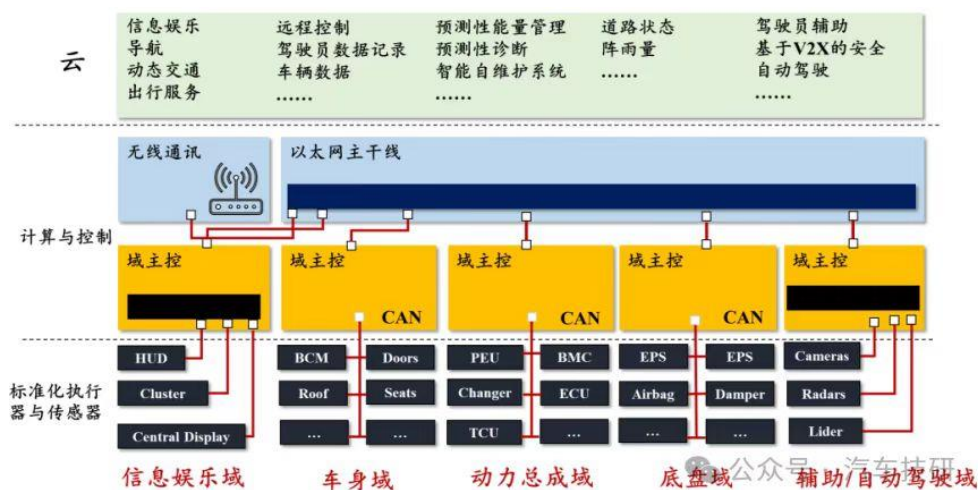 云
信息娱乐
导航
动态交通
出行服务
远程控制
驾驶员数据记录
车辆数据
……
预测性能量管理
预测性诊断
智能自维护系统
……
道路状态
阵雨量
……
驾驶员辅助
基于V2X的安全
自动驾驶
……
计算与控制
无线通讯
以太网主干线
域主控
域主控
CAN
域主控
CAN
域主控
CAN
域主控
标准化执行
器与传感器
HUD
Cluster
Central Display
BCM
Doors
Roof
Seats
...
...
PEU
BMC
Changer
ECU
TCU
...
EPS
EPS
Airbag
Damper
...
...
Cameras
Radars
Lider
信息娱乐域
车身域
动力总成域
底盘域
辅助/自动驾驶域
公众号 · 汽车技研